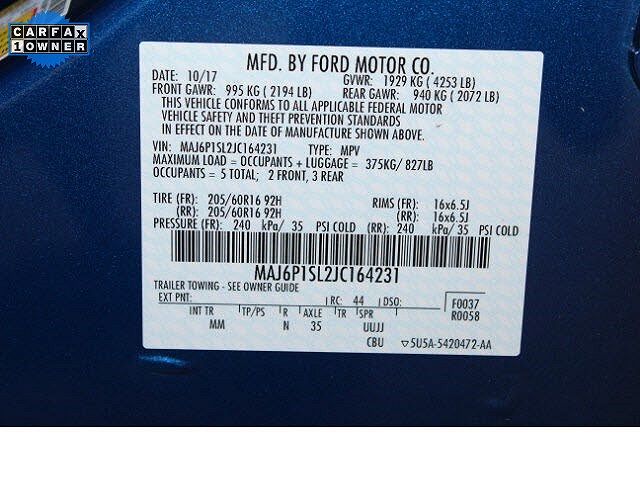 CARFAX
1 OWNER
MFD. BY FORD MOTOR CO.
DATE: 10/17 GVWR: 1929 KG ( 4253 LB)
FRONT GAWR: 995 KG ( 2194 LB) REAR GAWR: 940 KG ( 2072 LB)
THIS VEHICLE CONFORMS TO ALL APPLICABLE FEDERAL MOTOR
VEHICLE SAFETY AND THEFT PREVENTION STANDARDS
IN EFFECT ON THE DATE OF MANUFACTURE SHOWN ABOVE.
VIN: MAJ6P1SL2JC164231 TYPE: MPV
MAXIMUM LOAD = OCCUPANTS + LUGGAGE = 375KG/ 827LB
OCCUPANTS = 5 TOTAL; 2 FRONT, 3 REAR
TIRE (FR): 205/60R16 92H RIMS (FR): 16x6.5J
(RR): 205/60R16 92H (RR): 16x6.5J
PRESSURE (FR): 240 kPa/ 35 PSI COLD (RR): 240 kPa/ 35 PSI COLD
MAJ6P1SL2JC164231
TRAILER TOWING - SEE OWNER GUIDE
EXT PNT: RC: 44 DSO: F0037
INT TR TP/PS R AXLE TR SPR R0058
MM N 35 UUJJ
CBU ▽5U5A-5420472-AA